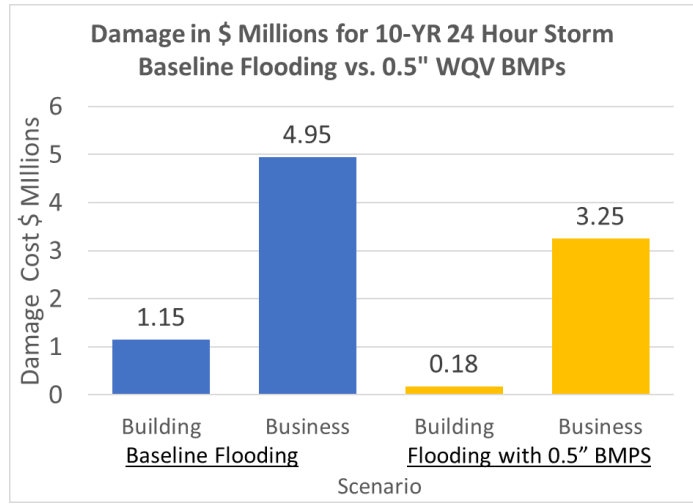 Damage in $ Millions for 10-YR 24 Hour Storm
Baseline Flooding vs. 0.5" WQV BMPs
Damage Cost $ MIllions
6
5
4
3
2
1
0
1.15
4.95
0.18
3.25
Building Business Building Business
Baseline Flooding Flooding with 0.5” BMPS
Scenario